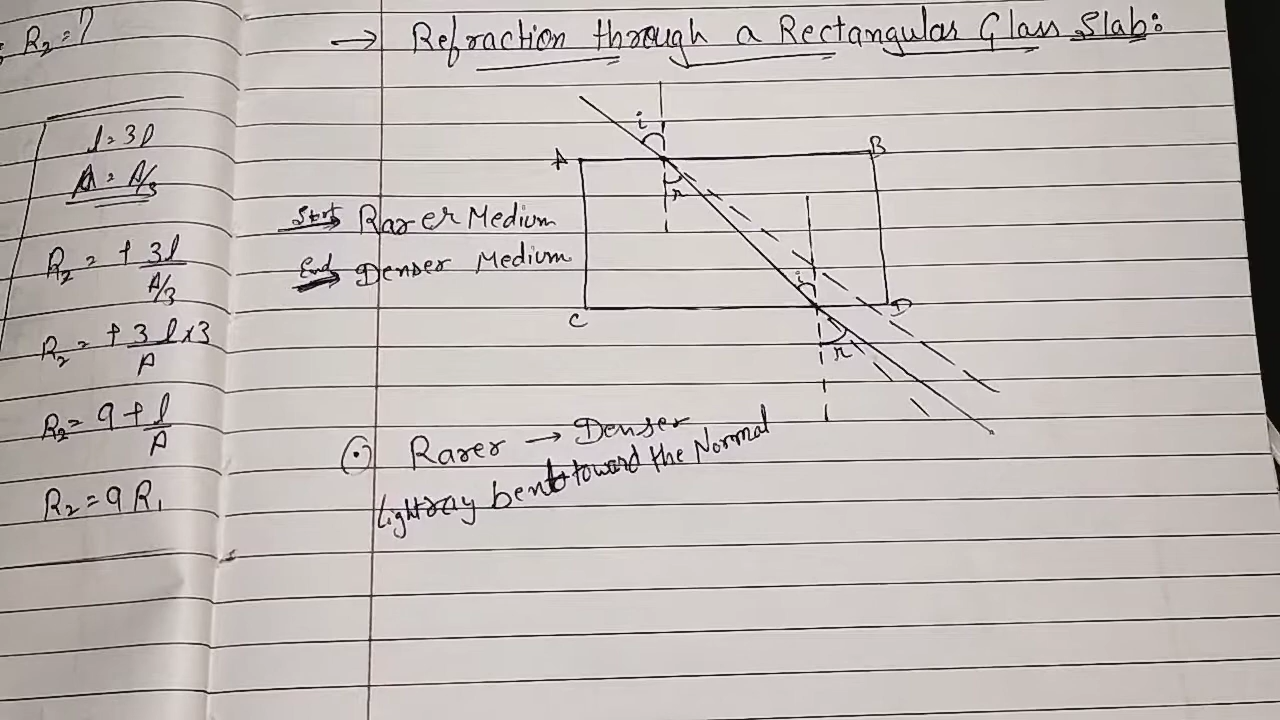 R₂ = ?
l = 3l
A = A/3
R₂ = ρ 3l
A/3
R₂ = ρ 3l×3
A
R₂ = 9 ρ l
A
R₂ = 9 R₁
→ Refraction through a Rectangular Glass Slab:
i
A
B
r
Start Rarer Medium
End Denser Medium
i
C
D
r
Rarer → Denser
Light ray bent toward the Normal